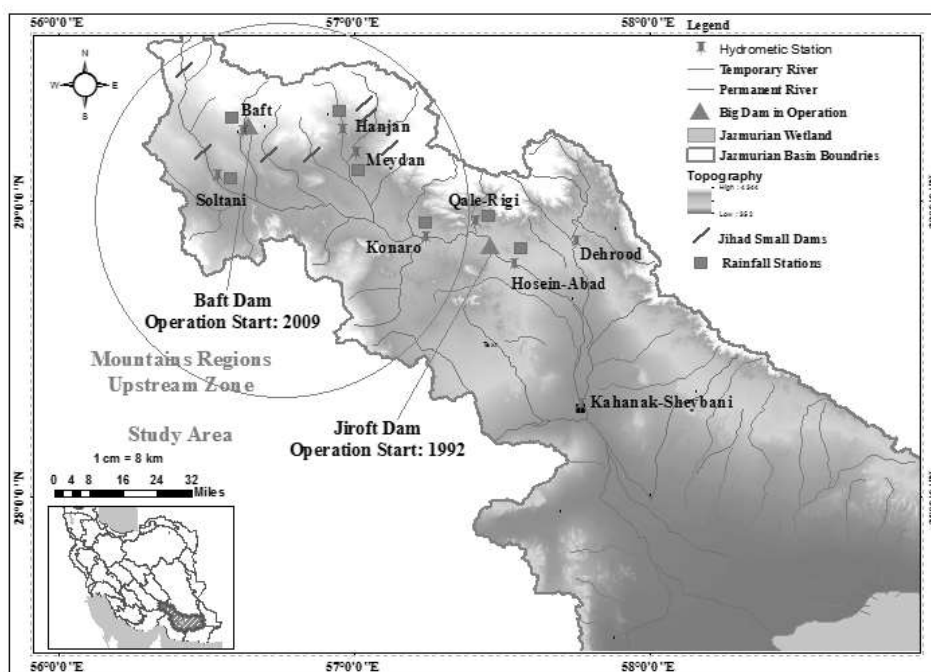 56°0'0"E
57°0'0"E
58°0'0"E
N
W
E
S
Legend
Hydrometic Station
Temporary River
Permanent River
Big Dam in Operation
Jarmurian Wetland
Jarmurian Basin Boundries
Topography
Jihad Small Dams
Rainfall Stations
Baft
Hanjan
Meydan
Soltani
Qale-Rigi
Konaro
Dehrood
Hosein-Abad
29°0'0"N
Baft Dam
Operation Start: 2009
Mountains Regions
Upstream Zone
Kahanak-Sheybani
Jiroft Dam
Operation Start: 1992
Study Area
1 cm = 8 km
0 4 8 16 24 32
Miles
28°0'0"N
56°0'0"E
57°0'0"E
58°0'0"E